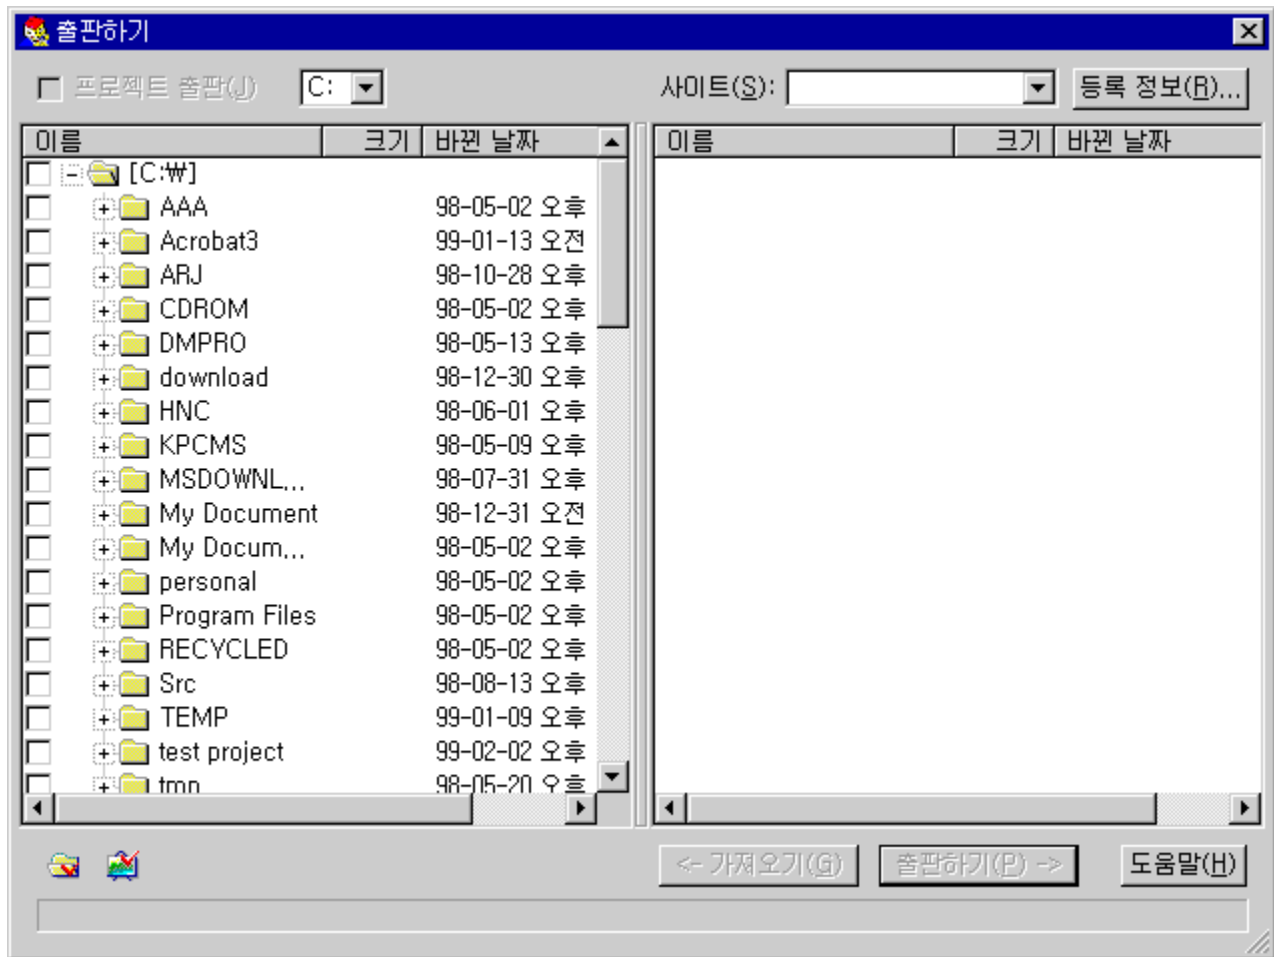 출판하기
프로젝트 출판(J) C: 사이트(S): 등록 정보(R)...
이름 크기 바뀐 날짜 이름 크기 바뀐 날짜
[C:₩]
AAA 98-05-02 오후
Acrobat3 99-01-13 오전
ARJ 98-10-28 오후
CDROM 98-05-02 오후
DMPRO 98-05-13 오후
download 98-12-30 오후
HNC 98-06-01 오후
KPCMS 98-05-09 오후
MSDOWNL... 98-07-31 오후
My Document 98-12-31 오전
My Docum... 98-05-02 오후
personal 98-05-02 오후
Program Files 98-05-02 오후
RECYCLED 98-05-02 오후
Src 98-08-13 오후
TEMP 99-01-09 오후
test project 99-02-02 오후
tmp 98-05-20 오후
<- 가져오기(G) 출판하기(P) -> 도움말(H)